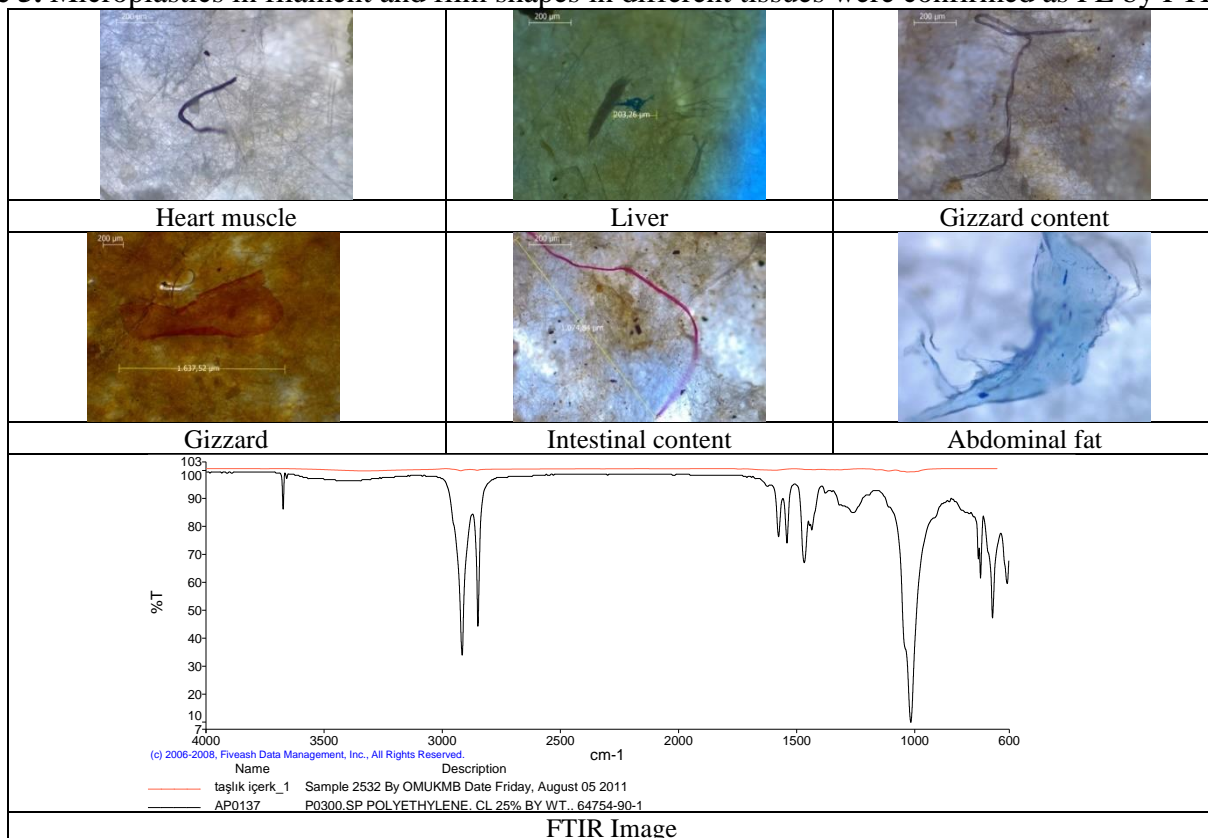 3. Microplastics in filament and film shapes in different tissues were confirmed as PE by
200 µm
200 µm
203,26 µm
200 µm
Heart muscle
Liver
Gizzard content
200 µm
1.637,52 µm
200 µm
Gizzard
Intestinal content
Abdominal fat
103
100
90
80
70
60
50
40
30
20
10
7
%T
4000
3500
3000
2500
2000
1500
1000
600
cm-1
(c) 2006-2008, Fiveash Data Management, Inc., All Rights Reserved.
Name Description
taşlık içerk_1 Sample 2532 By OMUKMB Date Friday, August 05 2011
AP0137 P0300.SP POLYETHYLENE. CL 25% BY WT.. 64754-90-1
FTIR Image